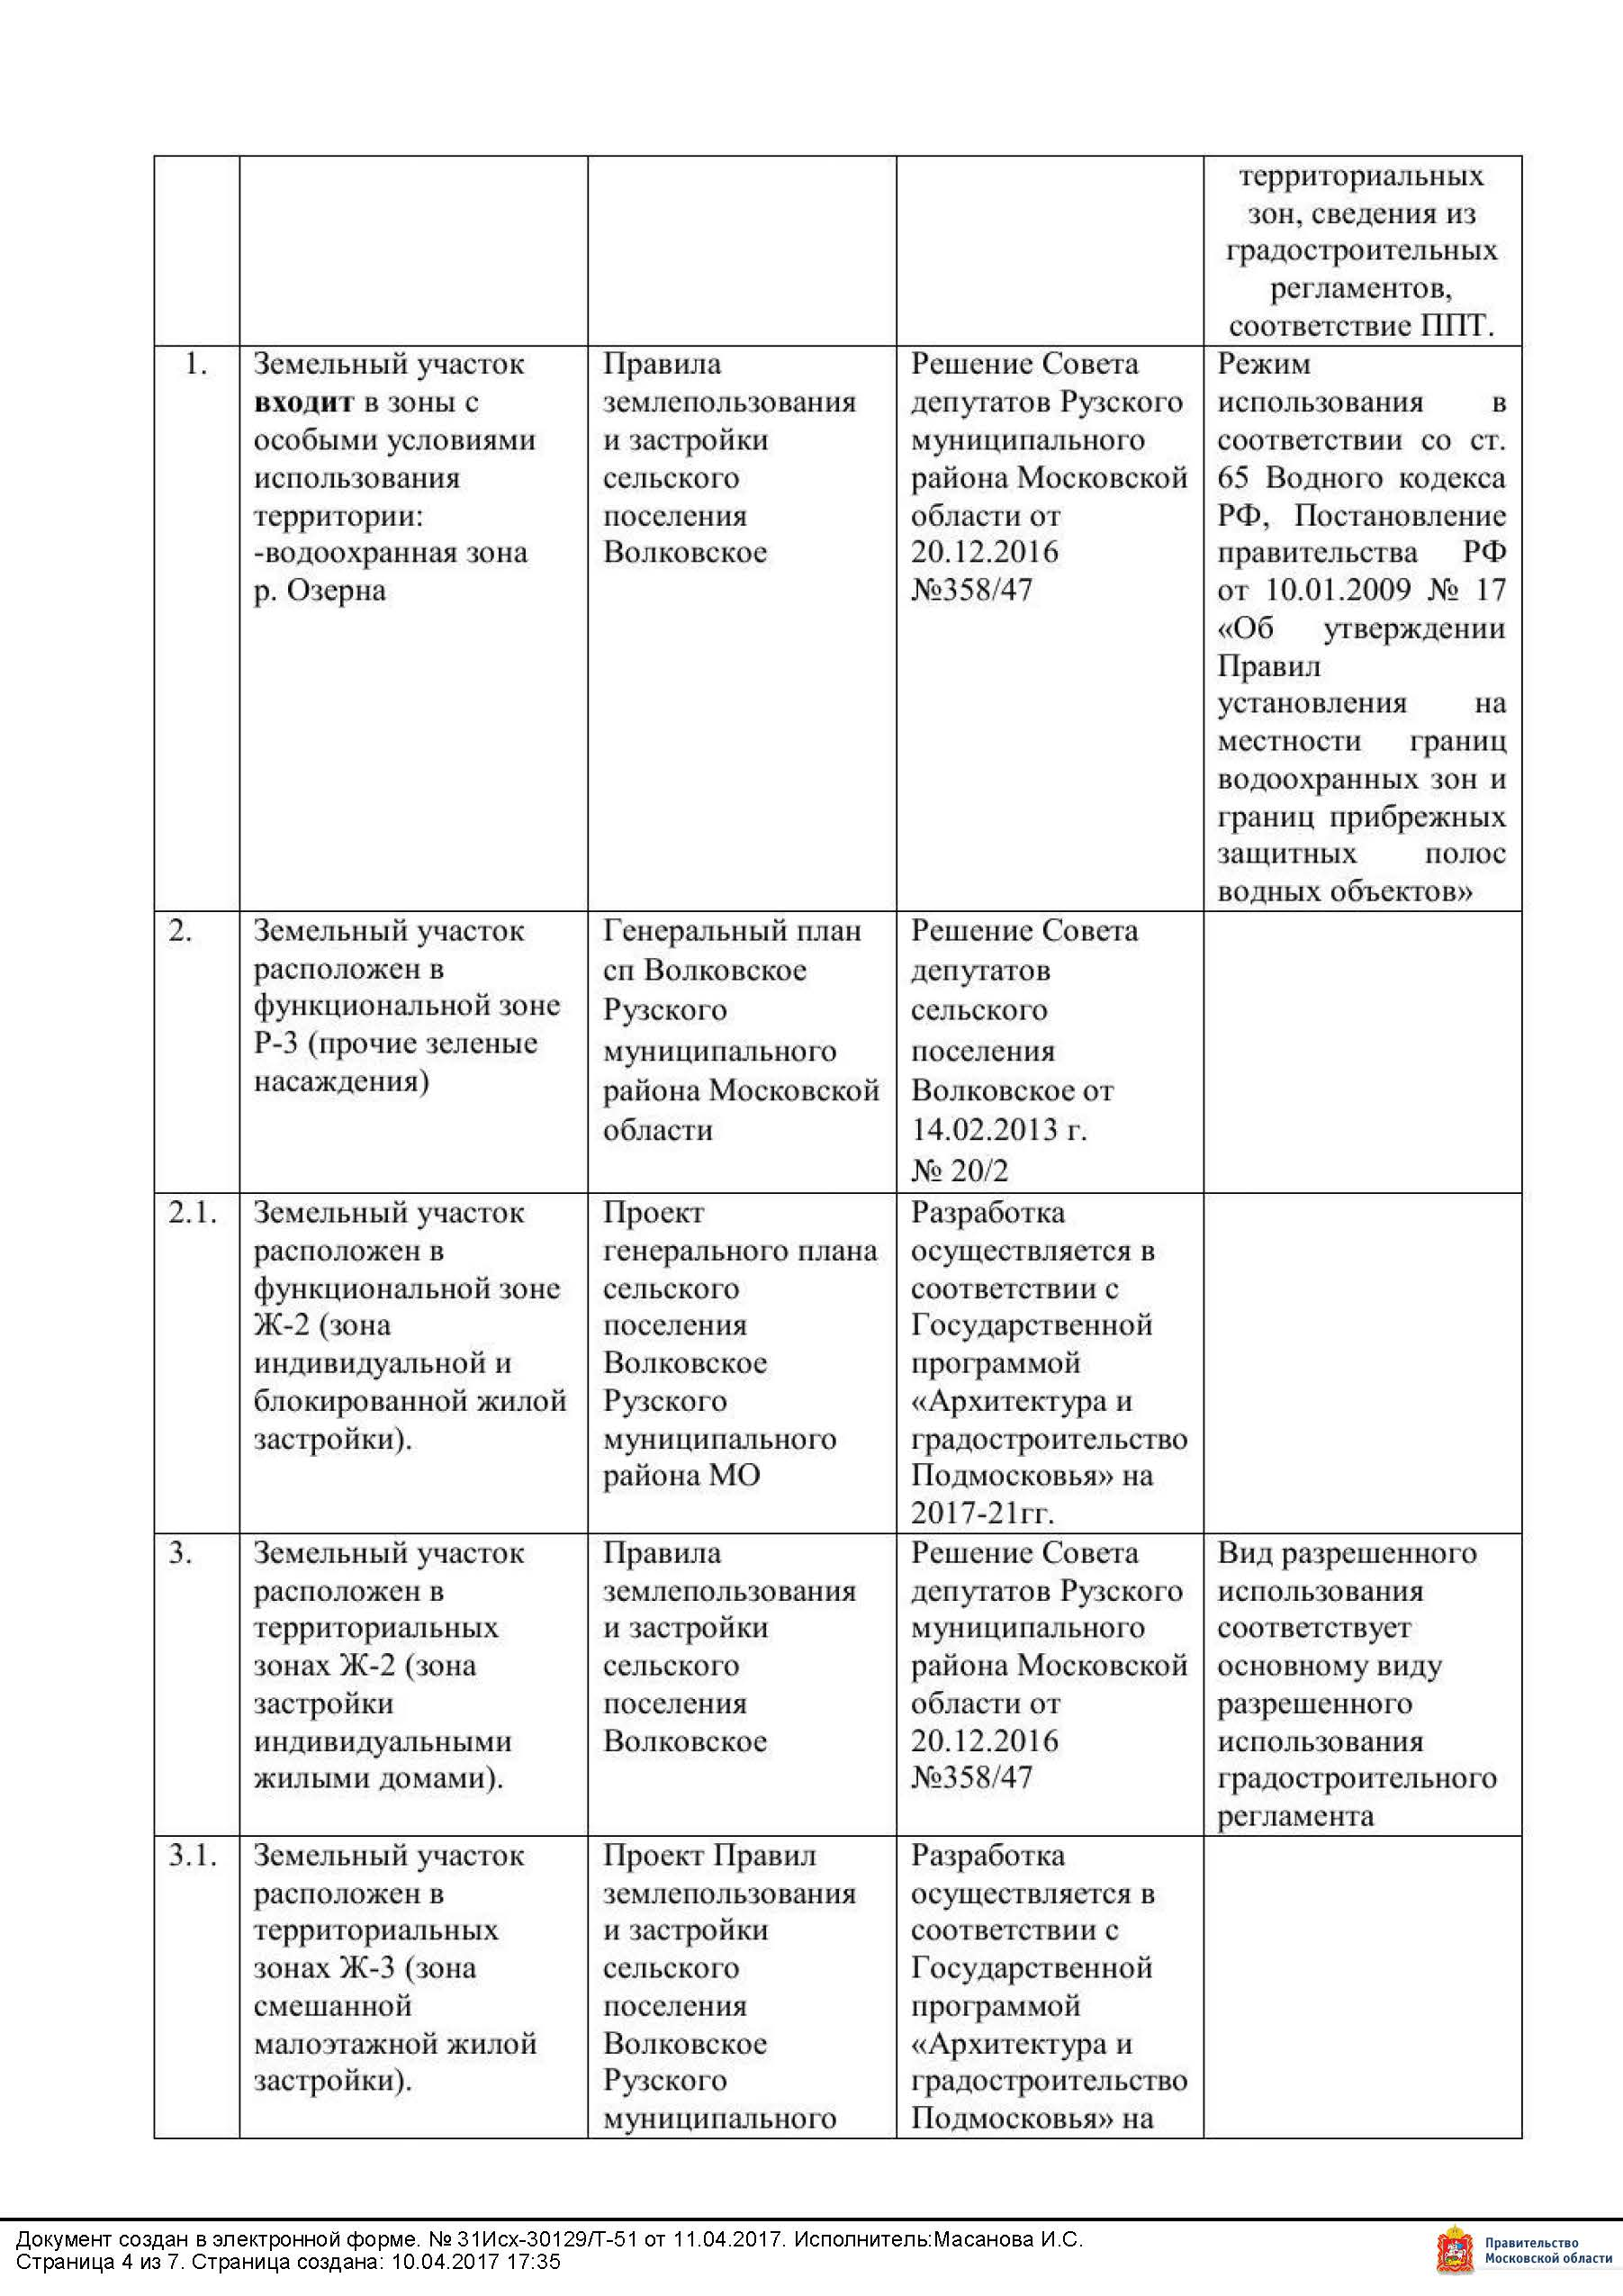 территориальных
зон, сведения из
градостроительных
регламентов,
соответствие ППТ.
1.
Земельный участок
входит в зоны с
особыми условиями
использования
территории:
-водоохранная зона
р. Озерна
Правила
землепользования
и застройки
сельского
поселения
Волковское
Решение Совета
депутатов Рузского
муниципального
района Московской
области от
20.12.2016
№358/47
Режим
использования в
соответствии со ст.
65 Водного кодекса
РФ, Постановление
правительства РФ
от 10.01.2009 № 17
«Об утверждении
Правил
установления на
местности границ
водоохранных зон и
границ прибрежных
защитных полос
водных объектов»
2.
Земельный участок
расположен в
функциональной зоне
Р-3 (прочие зеленые
насаждения)
Генеральный план
сп Волковское
Рузского
муниципального
района Московской
области
Решение Совета
депутатов
сельского
поселения
Волковское от
14.02.2013 г.
№ 20/2
2.1.
Земельный участок
расположен в
функциональной зоне
Ж-2 (зона
индивидуальной и
блокированной жилой
застройки).
Проект
генерального плана
сельского
поселения
Волковское
Рузского
муниципального
района МО
Разработка
осуществляется в
соответствии с
Государственной
программой
«Архитектура и
градостроительство
Подмосковья» на
2017-21гг.
3.
Земельный участок
расположен в
территориальных
зонах Ж-2 (зона
застройки
индивидуальными
жилыми домами).
Правила
землепользования
и застройки
сельского
поселения
Волковское
Решение Совета
депутатов Рузского
муниципального
района Московской
области от
20.12.2016
№358/47
Вид разрешенного
использования
соответствует
основному виду
разрешенного
использования
градостроительного
регламента
3.1.
Земельный участок
расположен в
территориальных
зонах Ж-3 (зона
смешанной
малоэтажной жилой
застройки).
Проект Правил
землепользования
и застройки
сельского
поселения
Волковское
Рузского
муниципального
Разработка
осуществляется в
соответствии с
Государственной
программой
«Архитектура и
градостроительство
Подмосковья» на
Документ создан в электронной форме. № 31Исх-30129/Т-51 от 11.04.2017. Исполнитель:Масанова И.С.
Страница 4 из 7. Страница создана: 10.04.2017 17:35
Правительство
Московской области